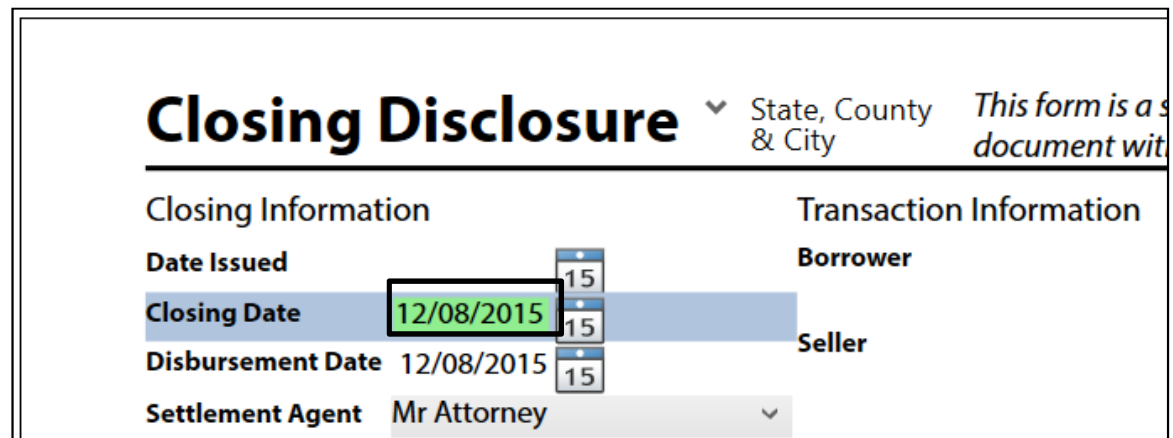 Closing Disclosure
State, County
& City
This form is a
document
Closing Information
Transaction Information
Date Issued 15
Borrower
Closing Date 12/08/2015 15
Seller
Disbursement Date 12/08/2015 15
Settlement Agent Mr Attorney